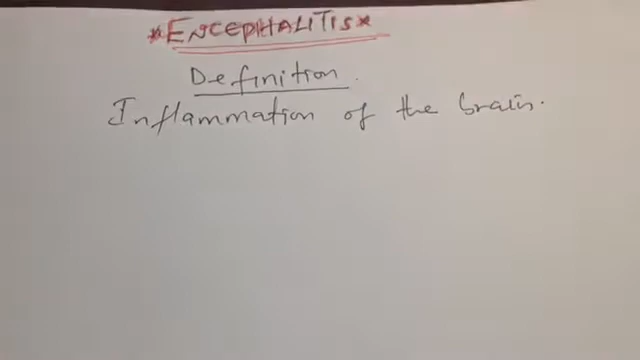 *ENCEPHALITIS*
Definition.
Inflammation of the brain.